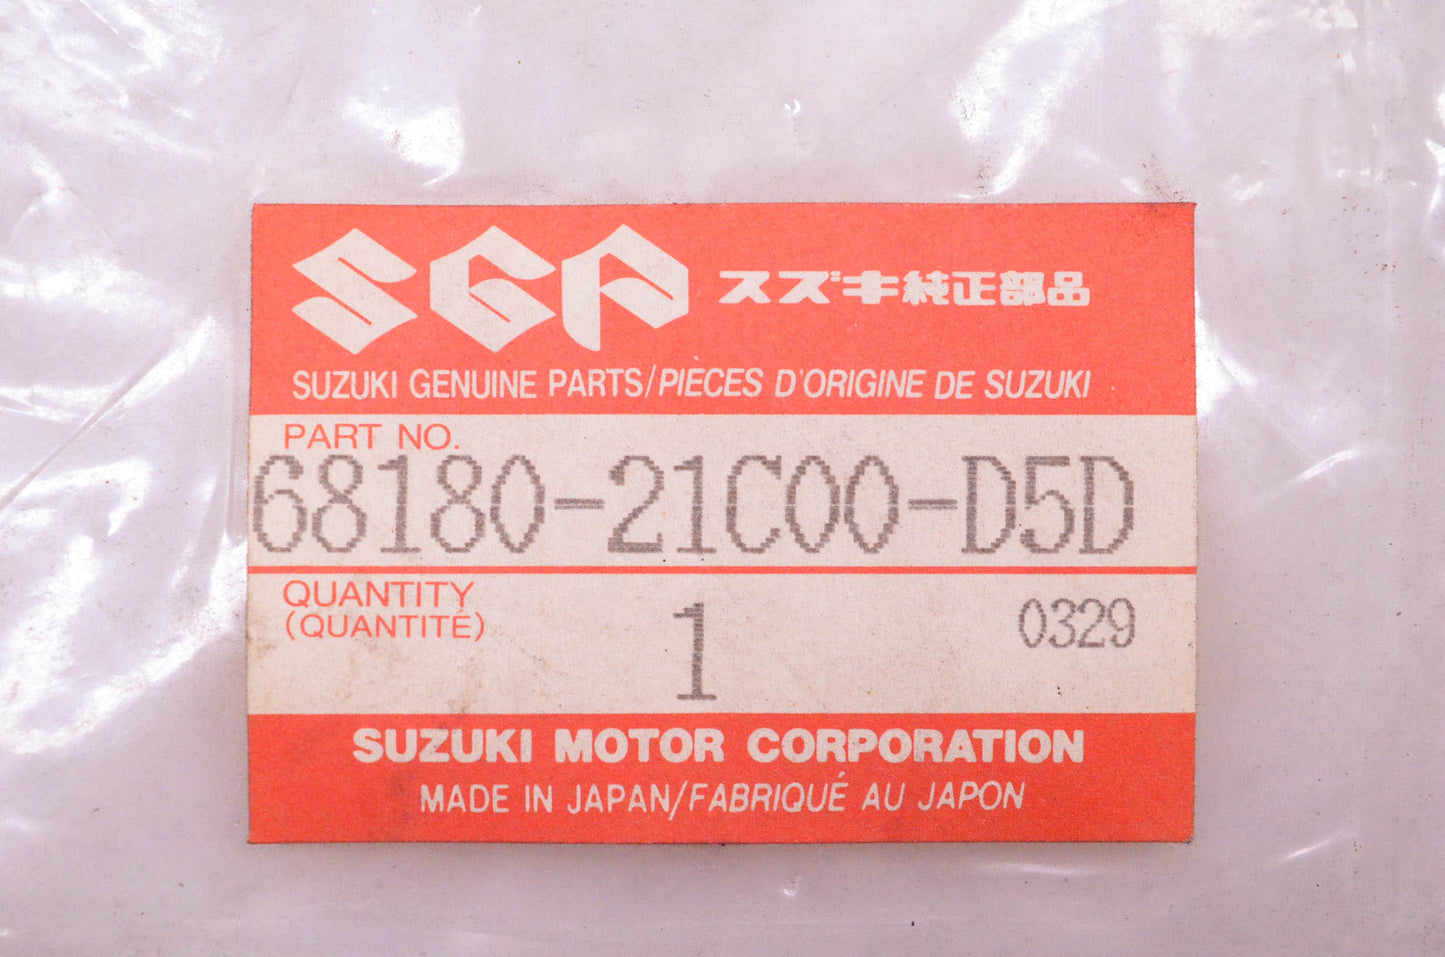 SGP スズキ純正部品
SUZUKI GENUINE PARTS/PIÈCES D'ORIGINE DE SUZUKI
PART NO.
68180-21C00-D5D
QUANTITY
(QUANTITÉ)
1
0329
SUZUKI MOTOR CORPORATION
MADE IN JAPAN/FABRIQUÉ AU JAPON